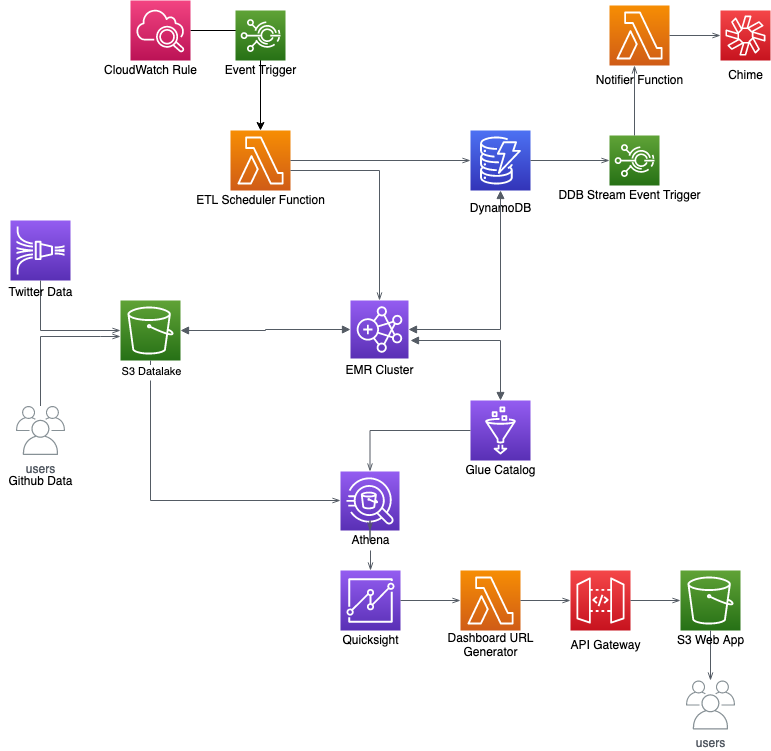 CloudWatch Rule
Event Trigger
Notifier Function
Chime
ETL Scheduler Function
DynamoDB
DDB Stream Event Trigger
Twitter Data
S3 Datalake
EMR Cluster
users
Github Data
Glue Catalog
Athena
Quicksight
Dashboard URL
Generator
API Gateway
S3 Web App
users